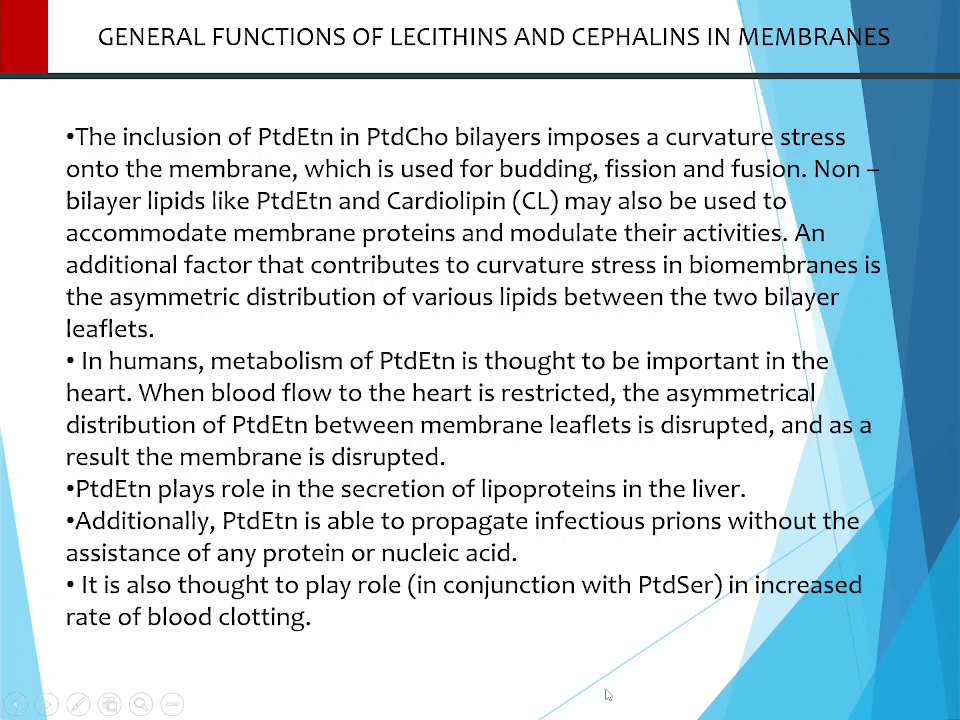 GENERAL FUNCTIONS OF LECITHINS AND CEPHALINS IN MEMBRANES
•The inclusion of PtdEtn in PtdCho bilayers imposes a curvature stress
onto the membrane, which is used for budding, fission and fusion. Non –
bilayer lipids like PtdEtn and Cardiolipin (CL) may also be used to
accommodate membrane proteins and modulate their activities. An
additional factor that contributes to curvature stress in biomembranes is
the asymmetric distribution of various lipids between the two bilayer
leaflets.
• In humans, metabolism of PtdEtn is thought to be important in the
heart. When blood flow to the heart is restricted, the asymmetrical
distribution of PtdEtn between membrane leaflets is disrupted, and as a
result the membrane is disrupted.
•PtdEtn plays role in the secretion of lipoproteins in the liver.
•Additionally, PtdEtn is able to propagate infectious prions without the
assistance of any protein or nucleic acid.
• It is also thought to play role (in conjunction with PtdSer) in increased
rate of blood clotting.